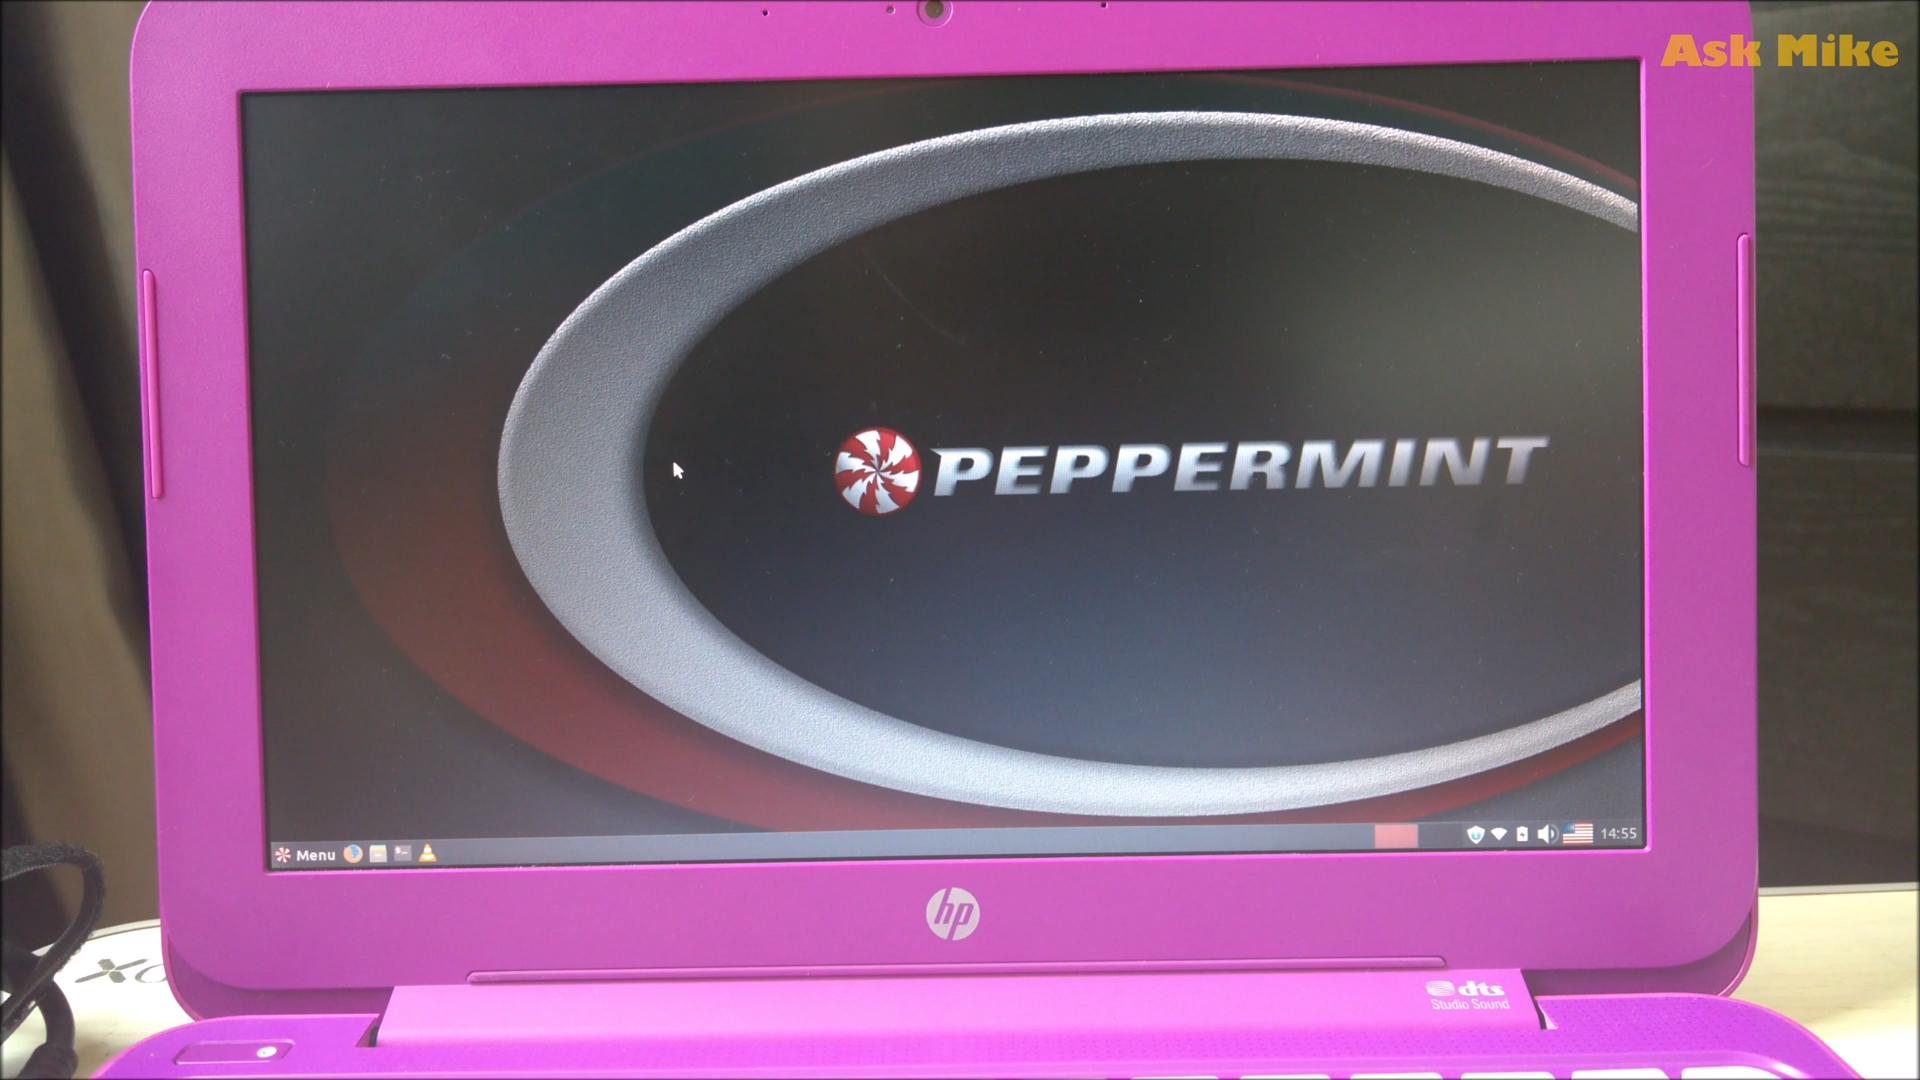 Ask Mike
PEPPERMINT
Menu
14:55
hp
dts
Studio Sound